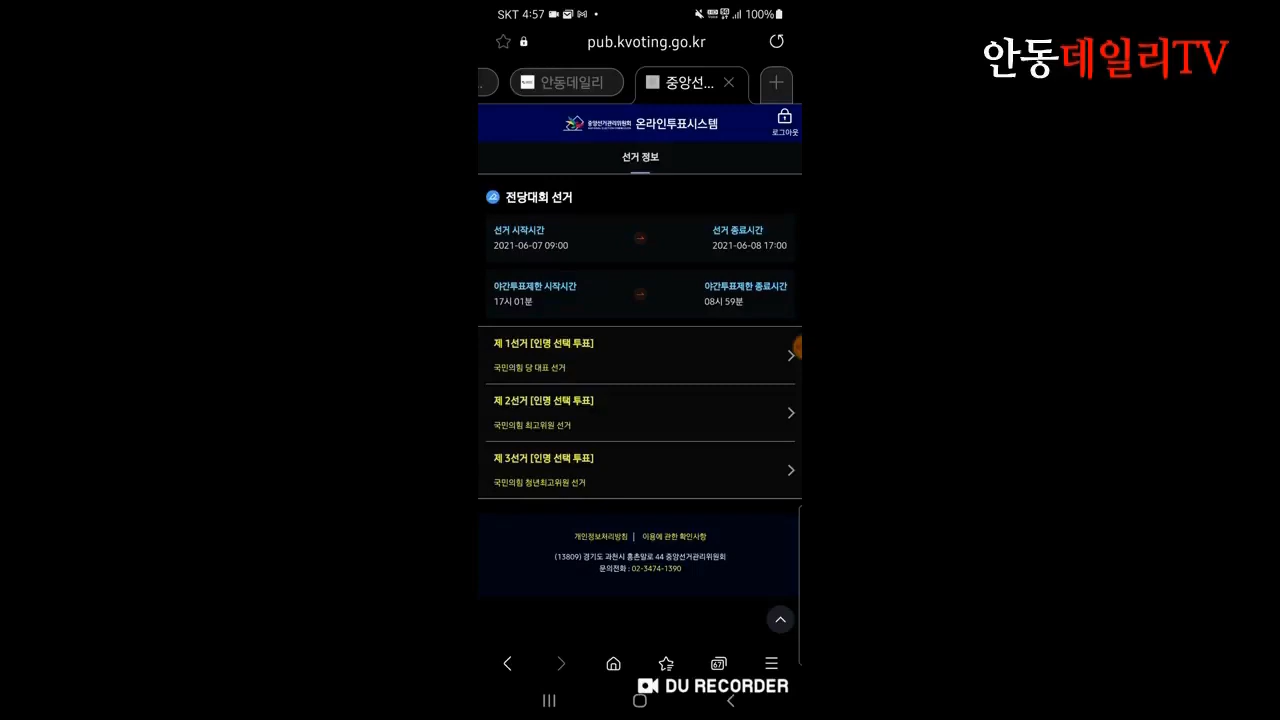 SKT 4:57
100%
안동데일리TV
pub.kvoting.go.kr
안동데일리
중앙선...
중앙선거관리위원회 온라인투표시스템
로그아웃
선거 정보
전당대회 선거
선거 시작시간
선거 종료시간
2021-06-07 09:00
2021-06-08 17:00
야간투표제한 시작시간
야간투표제한 종료시간
17시 01분
08시 59분
제 1선거 [인명 선택 투표]
국민의힘 당 대표 선거
제 2선거 [인명 선택 투표]
국민의힘 최고위원 선거
제 3선거 [인명 선택 투표]
국민의힘 청년최고위원 선거
개인정보처리방침 | 이용에 관한 확인사항
(13809) 경기도 과천시 홍촌말로 44 중앙선거관리위원회
문의전화 : 02-3474-1390
67
DU RECORDER